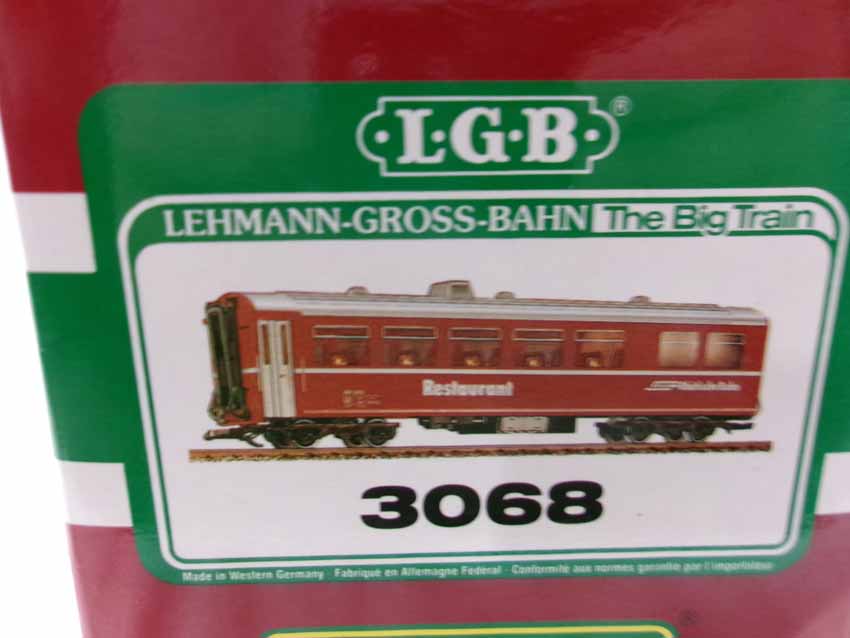 L·G·B ®
LEHMANN-GROSS-BAHN The Big Train
Restaurant
3068
Made in Western Germany · Fabriqué en Allemagne Féderal · Conformité aux normes garantie par l'importateur
®